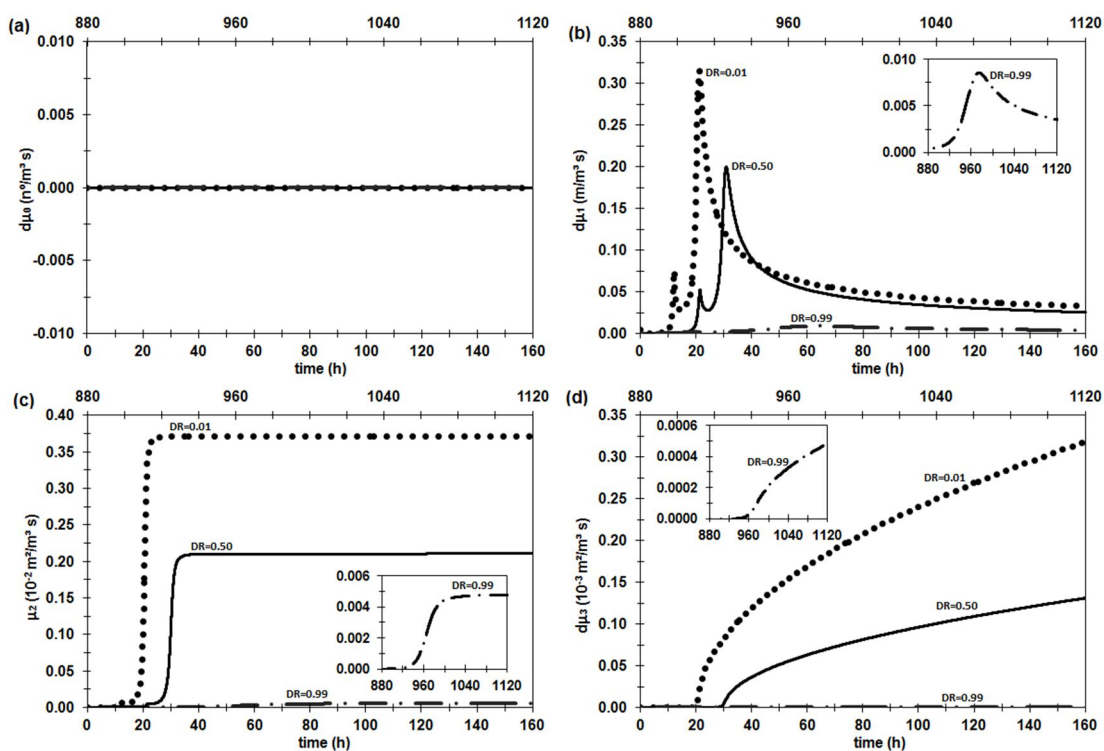 (a)
880 960 1040 1120
0.010
0.005
0.000
-0.005
-0.010
dμ₀ (nº/m³ s)
0 20 40 60 80 100 120 140 160
time (h)
(b)
880 960 1040 1120
0.35
0.30
0.25
0.20
0.15
0.10
0.05
0.00
dμ₁ (m/m³ s)
DR=0.01
DR=0.50
DR=0.99
0.010
0.005
0.000
DR=0.99
880 960 1040 1120
0 20 40 60 80 100 120 140 160
time (h)
(c)
880 960 1040 1120
0.40
0.35
0.30
0.25
0.20
0.15
0.10
0.05
0.00
μ₂ (10⁻² m²/m³ s)
DR=0.01
DR=0.50
DR=0.99
0.006
0.004
0.002
0.000
DR=0.99
880 960 1040 1120
0 20 40 60 80 100 120 140 160
time (h)
(d)
880 960 1040 1120
0.35
0.30
0.25
0.20
0.15
0.10
0.05
0.00
dμ₃ (10⁻³ m²/m³ s)
0.0006
0.0004
0.0002
0.0000
DR=0.99
880 960 1040 1120
DR=0.01
DR=0.50
DR=0.99
0 20 40 60 80 100 120 140 160
time (h)